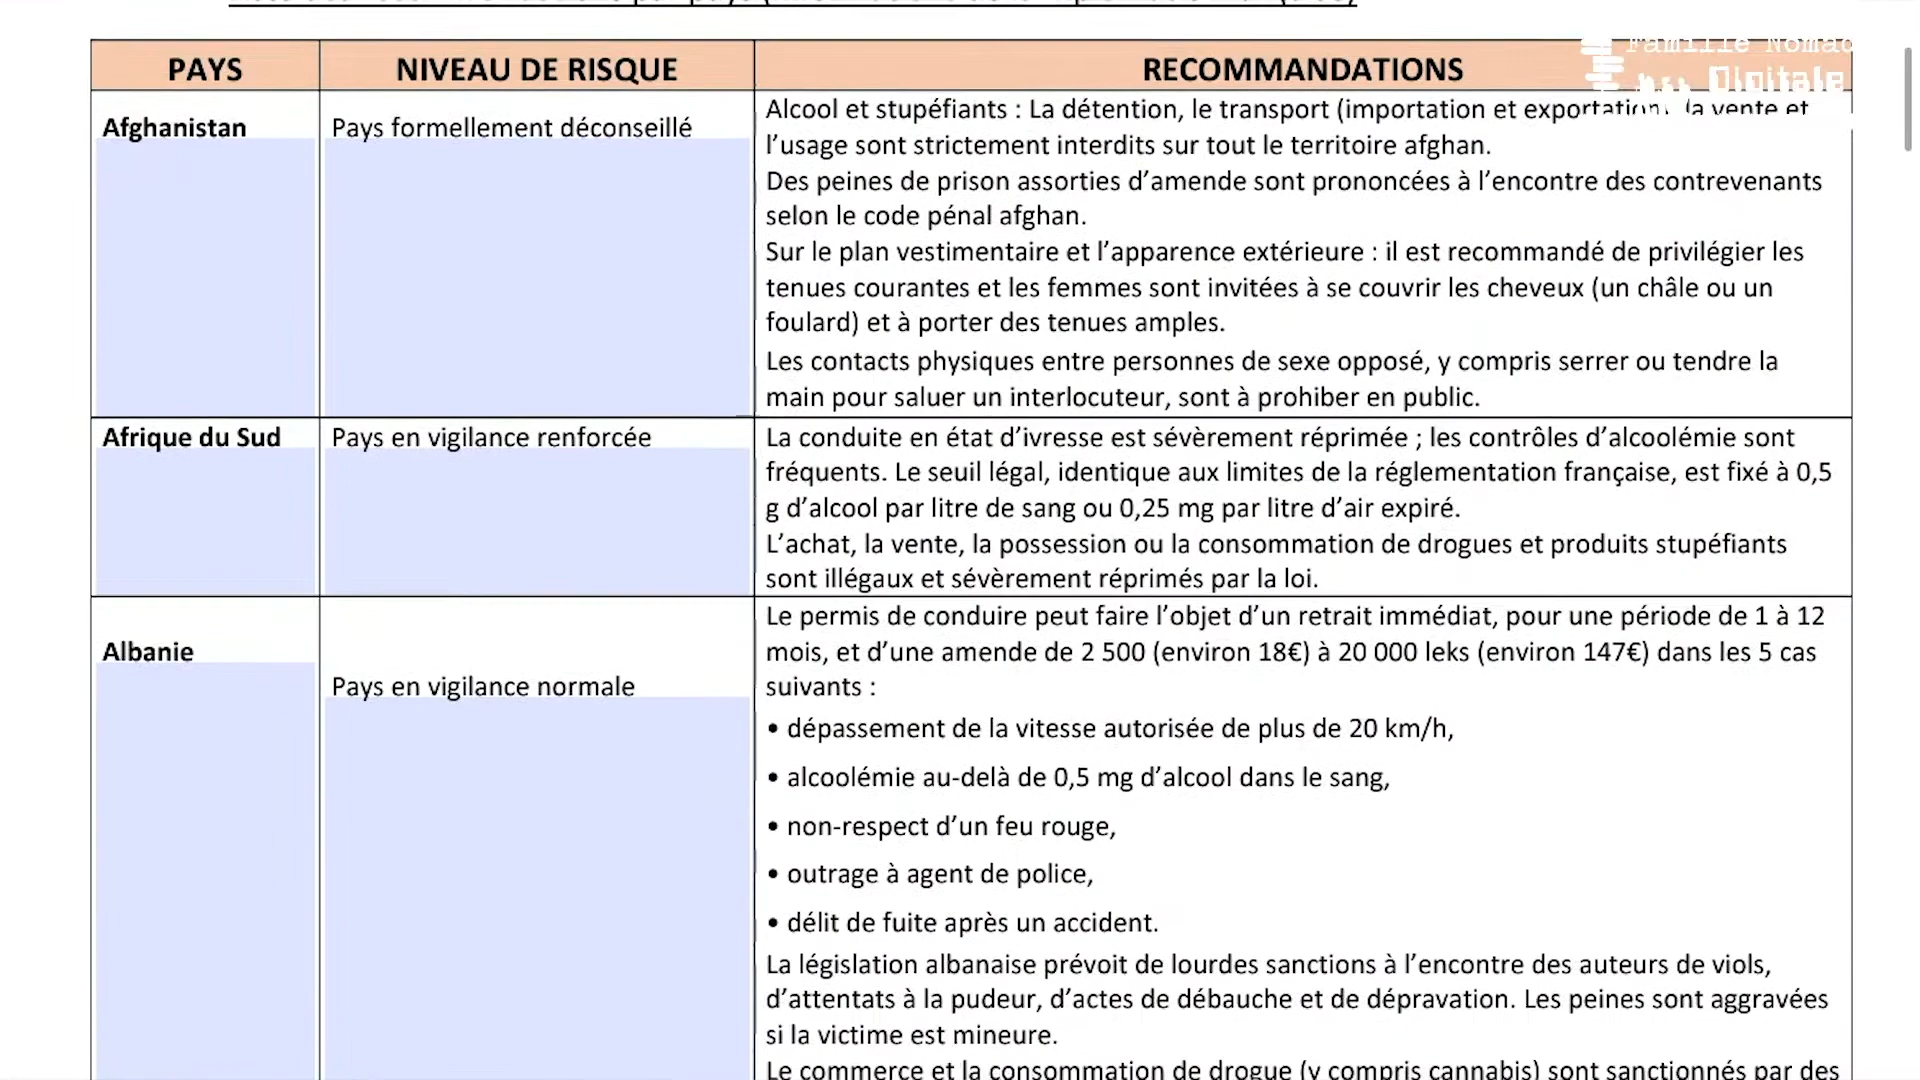 PAYS
NIVEAU DE RISQUE
RECOMMANDATIONS
Famille Nomad
Digitale
Afghanistan
Pays formellement déconseillé
Alcool et stupéfiants : La détention, le transport (importation et exportation), la vente et
l’usage sont strictement interdits sur tout le territoire afghan.
Des peines de prison assorties d’amende sont prononcées à l’encontre des contrevenants
selon le code pénal afghan.
Sur le plan vestimentaire et l’apparence extérieure : il est recommandé de privilégier les
tenues courantes et les femmes sont invitées à se couvrir les cheveux (un châle ou un
foulard) et à porter des tenues amples.
Les contacts physiques entre personnes de sexe opposé, y compris serrer ou tendre la
main pour saluer un interlocuteur, sont à prohiber en public.
Afrique du Sud
Pays en vigilance renforcée
La conduite en état d’ivresse est sévèrement réprimée ; les contrôles d’alcoolémie sont
fréquents. Le seuil légal, identique aux limites de la réglementation française, est fixé à 0,5
g d’alcool par litre de sang ou 0,25 mg par litre d’air expiré.
L’achat, la vente, la possession ou la consommation de drogues et produits stupéfiants
sont illégaux et sévèrement réprimés par la loi.
Albanie
Pays en vigilance normale
Le permis de conduire peut faire l’objet d’un retrait immédiat, pour une période de 1 à 12
mois, et d’une amende de 2 500 (environ 18€) à 20 000 leks (environ 147€) dans les 5 cas
suivants :
• dépassement de la vitesse autorisée de plus de 20 km/h,
• alcoolémie au-delà de 0,5 mg d’alcool dans le sang,
• non-respect d’un feu rouge,
• outrage à agent de police,
• délit de fuite après un accident.
La législation albanaise prévoit de lourdes sanctions à l’encontre des auteurs de viols,
d’attentats à la pudeur, d’actes de débauche et de dépravation. Les peines sont aggravées
si la victime est mineure.
Le commerce et la consommation de drogue (y compris cannabis) sont sanctionnés par des